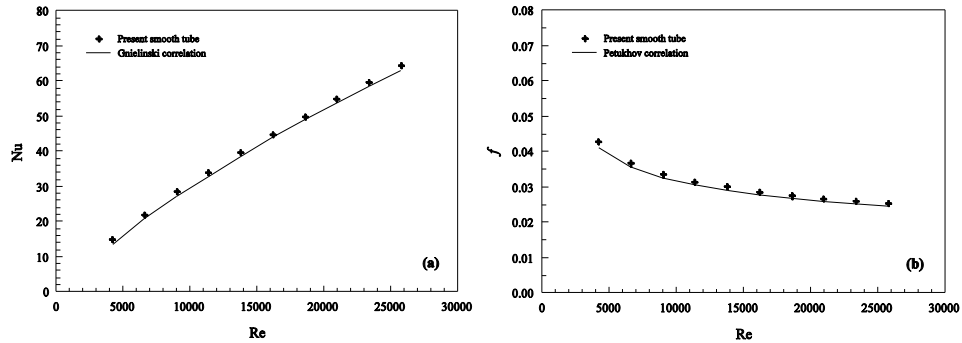 80
70
60
50
40
30
20
10
0
Nu
Present smooth tube
Gnielinski correlation
(a)
0 5000 10000 15000 20000 25000 30000
Re
0.08
0.07
0.06
0.05
0.04
0.03
0.02
0.01
0.00
f
Present smooth tube
Petukhov correlation
(b)
0 5000 10000 15000 20000 25000 30000
Re